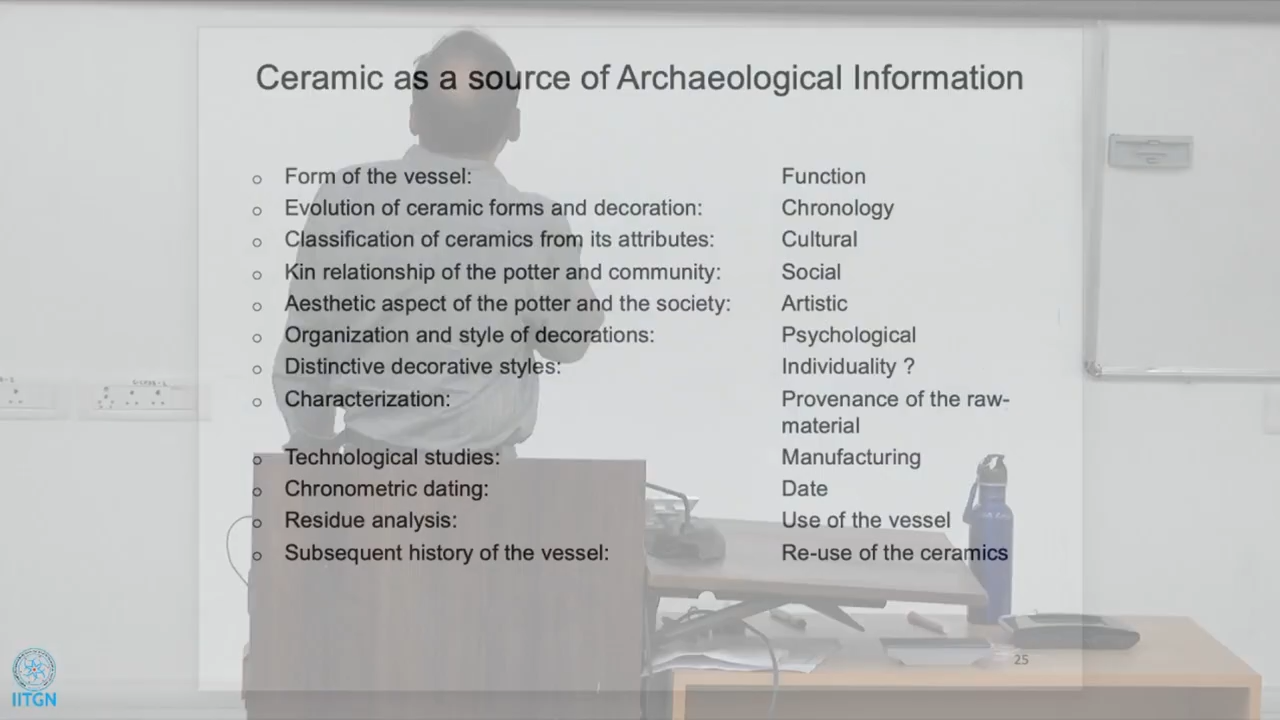 Ceramic as a source of Archaeological Information
Form of the vessel: Function
Evolution of ceramic forms and decoration: Chronology
Classification of ceramics from its attributes: Cultural
Kin relationship of the potter and community: Social
Aesthetic aspect of the potter and the society: Artistic
Organization and style of decorations: Psychological
Distinctive decorative styles: Individuality ?
Characterization: Provenance of the raw-
material
Technological studies: Manufacturing
Chronometric dating: Date
Residue analysis: Use of the vessel
Subsequent history of the vessel: Re-use of the ceramics
25
IITGN